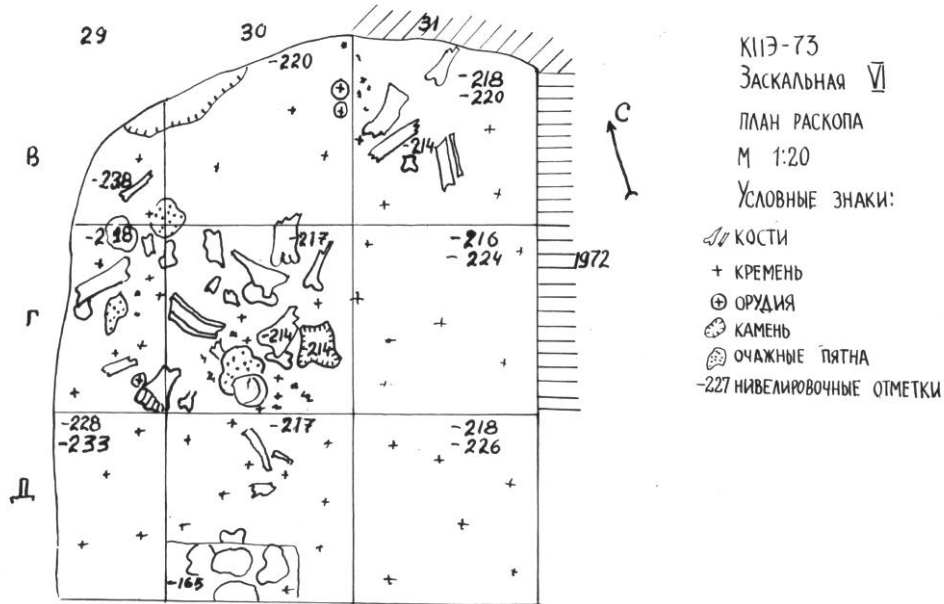 29
30
31
-220
-218
-220
В
-214
-238
-218
-217
-216
-224
1972
Г
-214
-214
-228
-233
-217
-218
-226
Д
-165
С
КПЭ-73
Заскальная VI
ПЛАН РАСКОПА
М 1:20
Условные знаки:
КОСТИ
+ КРЕМЕНЬ
⊕ ОРУДИЯ
КАМЕНЬ
ОЧАЖНЫЕ ПЯТНА
-227 НИВЕЛИРОВОЧНЫЕ ОТМЕТКИ